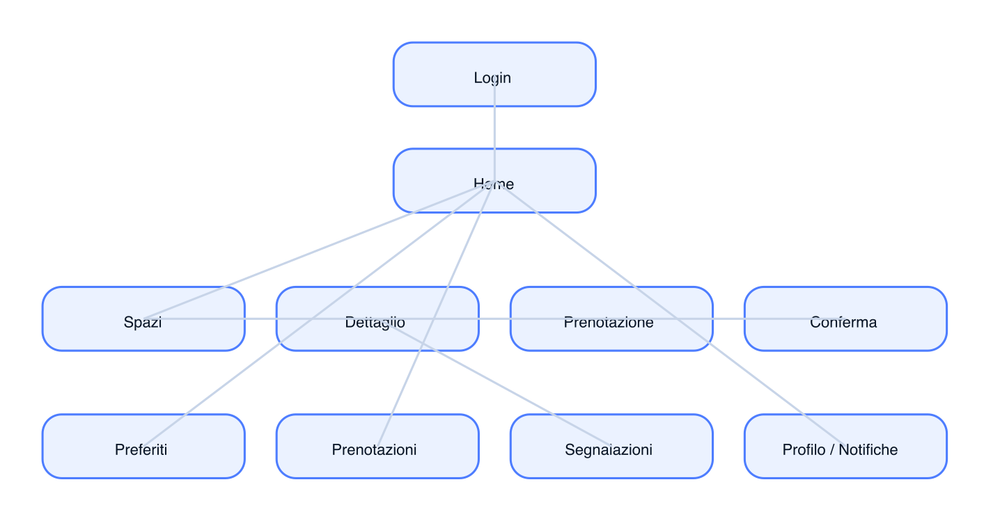 Login
Home
Spazi
Dettaglio
Prenotazione
Conferma
Preferiti
Prenotazioni
Segnalazioni
Profilo / Notifiche